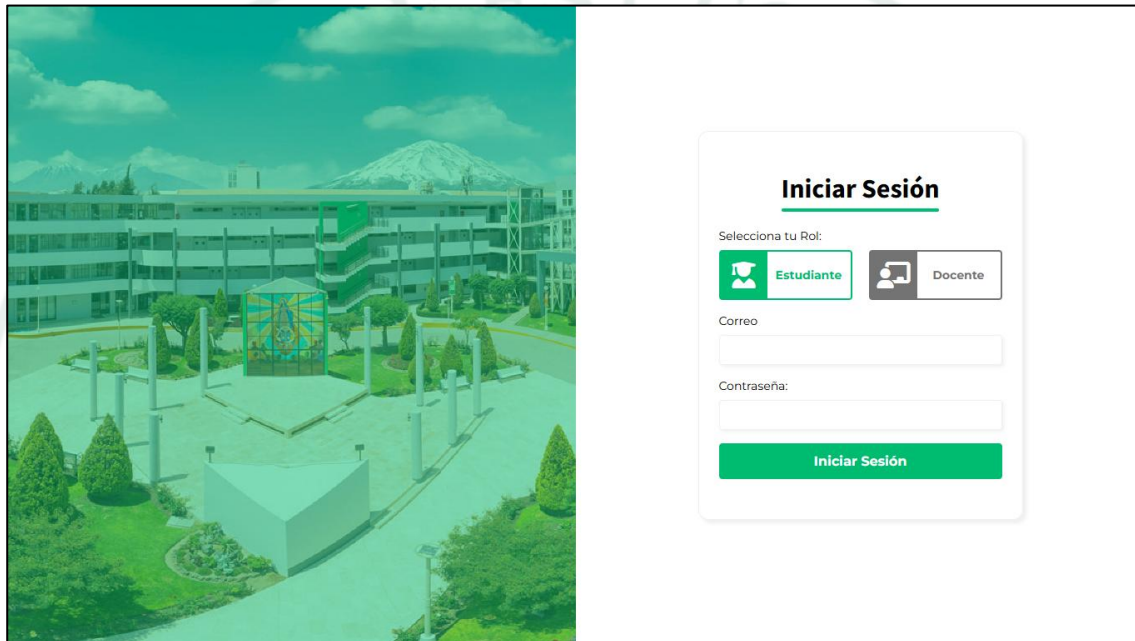 Iniciar Sesión
Selecciona tu Rol:
Estudiante
Docente
Correo
Contraseña:
Iniciar Sesión